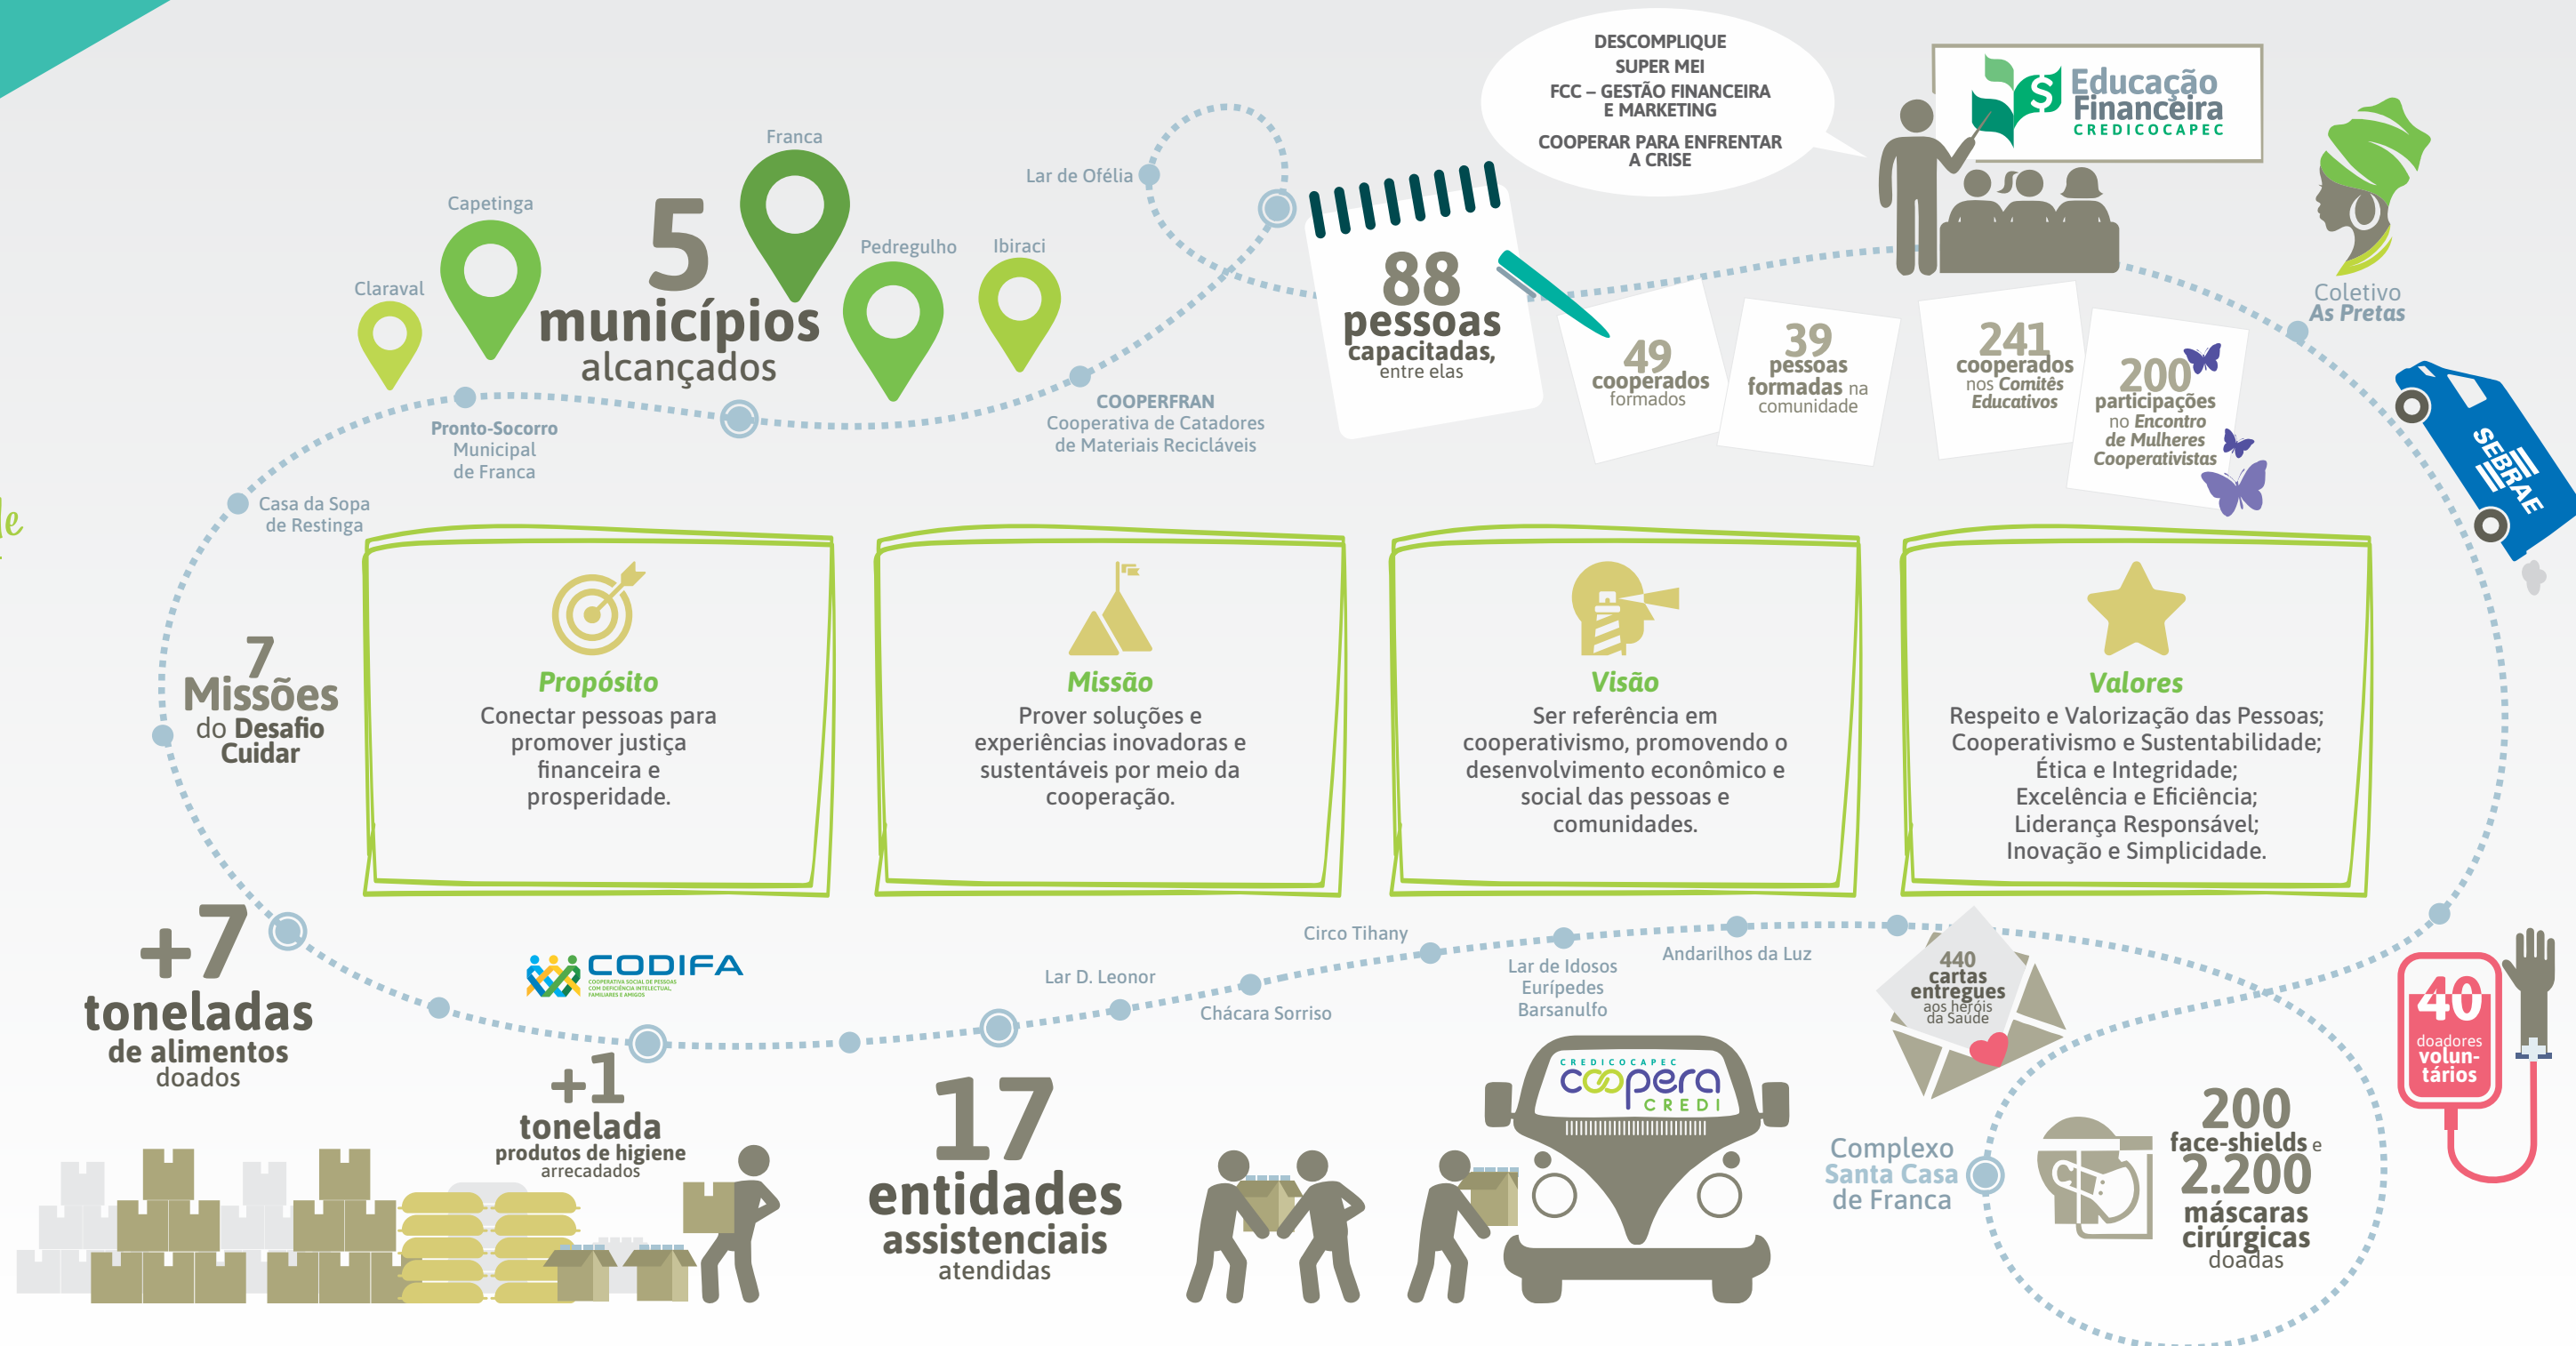 DESCOMPLIQUE
SUPER MEI
FCC – GESTÃO FINANCEIRA
E MARKETING
COOPERAR PARA ENFRENTAR
A CRISE
Educação
Financeira
CREDICOCAPEC
Franca
Capetinga
Claraval
Pedregulho
Ibiraci
5
municípios
alcançados
Lar de Ofélia
Pronto-Socorro
Municipal
de Franca
COOPERFRAN
Cooperativa de Catadores
de Materiais Recicláveis
Casa da Sopa
de Restinga
88
pessoas
capacitadas,
entre elas
49
cooperados
formados
39
pessoas
formadas na
comunidade
241
cooperados
nos Comitês
Educativos
200
participações
no Encontro
de Mulheres
Cooperativistas
Coletivo
As Pretas
SEBRAE
Propósito
Conectar pessoas para
promover justiça
financeira e
prosperidade.
Missão
Prover soluções e
experiências inovadoras e
sustentáveis por meio da
cooperação.
Visão
Ser referência em
cooperativismo, promovendo o
desenvolvimento econômico e
social das pessoas e
comunidades.
Valores
Respeito e Valorização das Pessoas;
Cooperativismo e Sustentabilidade;
Ética e Integridade;
Excelência e Eficiência;
Liderança Responsável;
Inovação e Simplicidade.
7
Missões
do Desafio
Cuidar
+7
toneladas
de alimentos
doados
CODIFA
COOPERATIVA SOCIAL DE PESSOAS
COM DEFICIÊNCIA INTELECTUAL,
FAMILIARES E AMIGOS
+1
tonelada
produtos de higiene
arrecadados
Lar D. Leonor
Chácara Sorriso
Circo Tihany
Lar de Idosos
Eurípedes
Barsanulfo
Andarilhos da Luz
17
entidades
assistenciais
atendidas
CREDICOCAPEC
coopera
CREDI
440
cartas
entregues
aos heróis
da Saúde
Complexo
Santa Casa
de Franca
200
face-shields e
2.200
máscaras
cirúrgicas
doadas
40
doadores
volun-
tários